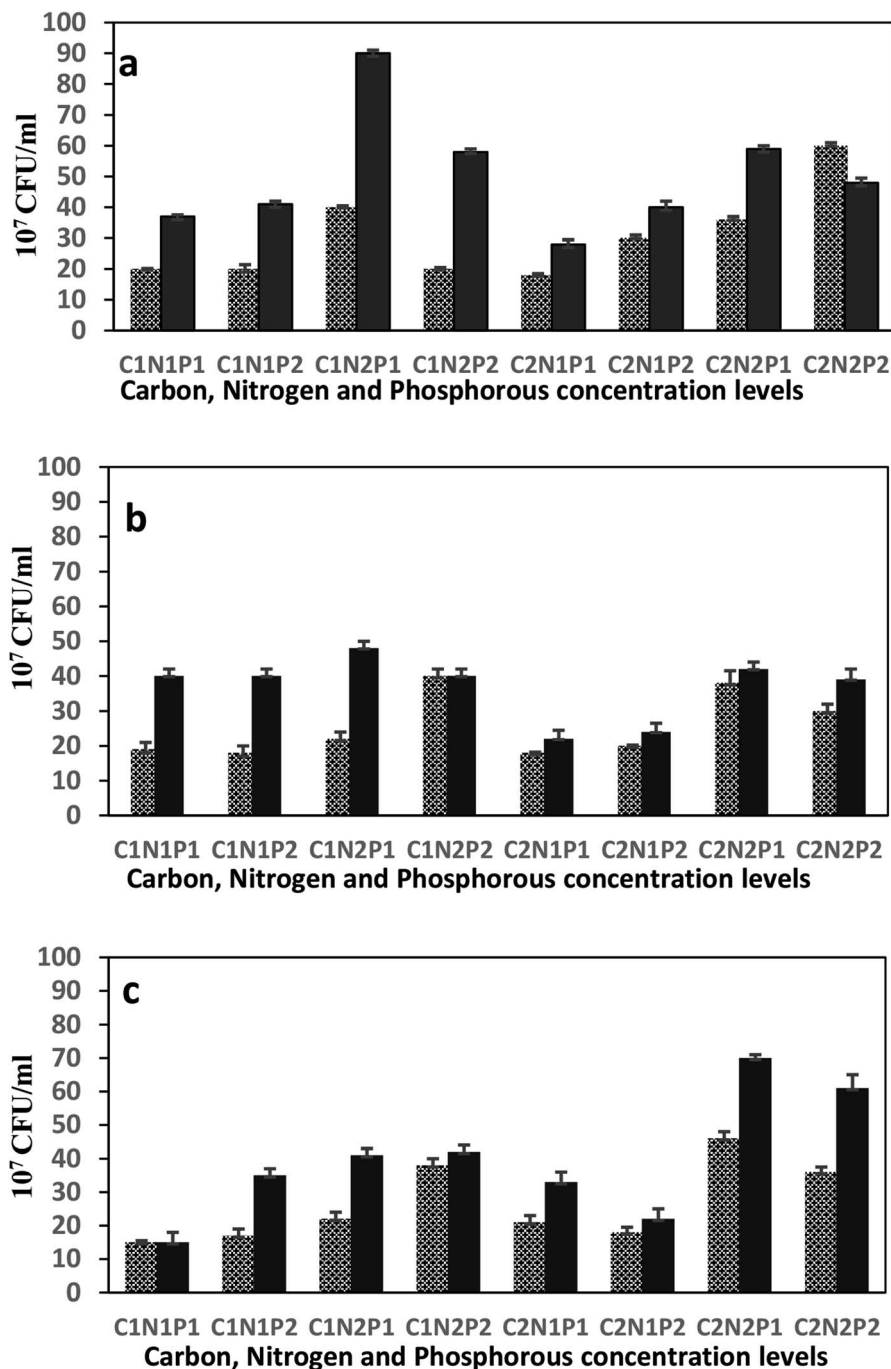 a
10⁷ CFU/ml
100
90
80
70
60
50
40
30
20
10
0
C1N1P1 C1N1P2 C1N2P1 C1N2P2 C2N1P1 C2N1P2 C2N2P1 C2N2P2
Carbon, Nitrogen and Phosphorous concentration levels
b
10⁷ CFU/ml
100
90
80
70
60
50
40
30
20
10
0
C1N1P1 C1N1P2 C1N2P1 C1N2P2 C2N1P1 C2N1P2 C2N2P1 C2N2P2
Carbon, Nitrogen and Phosphorous concentration levels
c
10⁷ CFU/ml
100
90
80
70
60
50
40
30
20
10
0
C1N1P1 C1N1P2 C1N2P1 C1N2P2 C2N1P1 C2N1P2 C2N2P1 C2N2P2
Carbon, Nitrogen and Phosphorous concentration levels